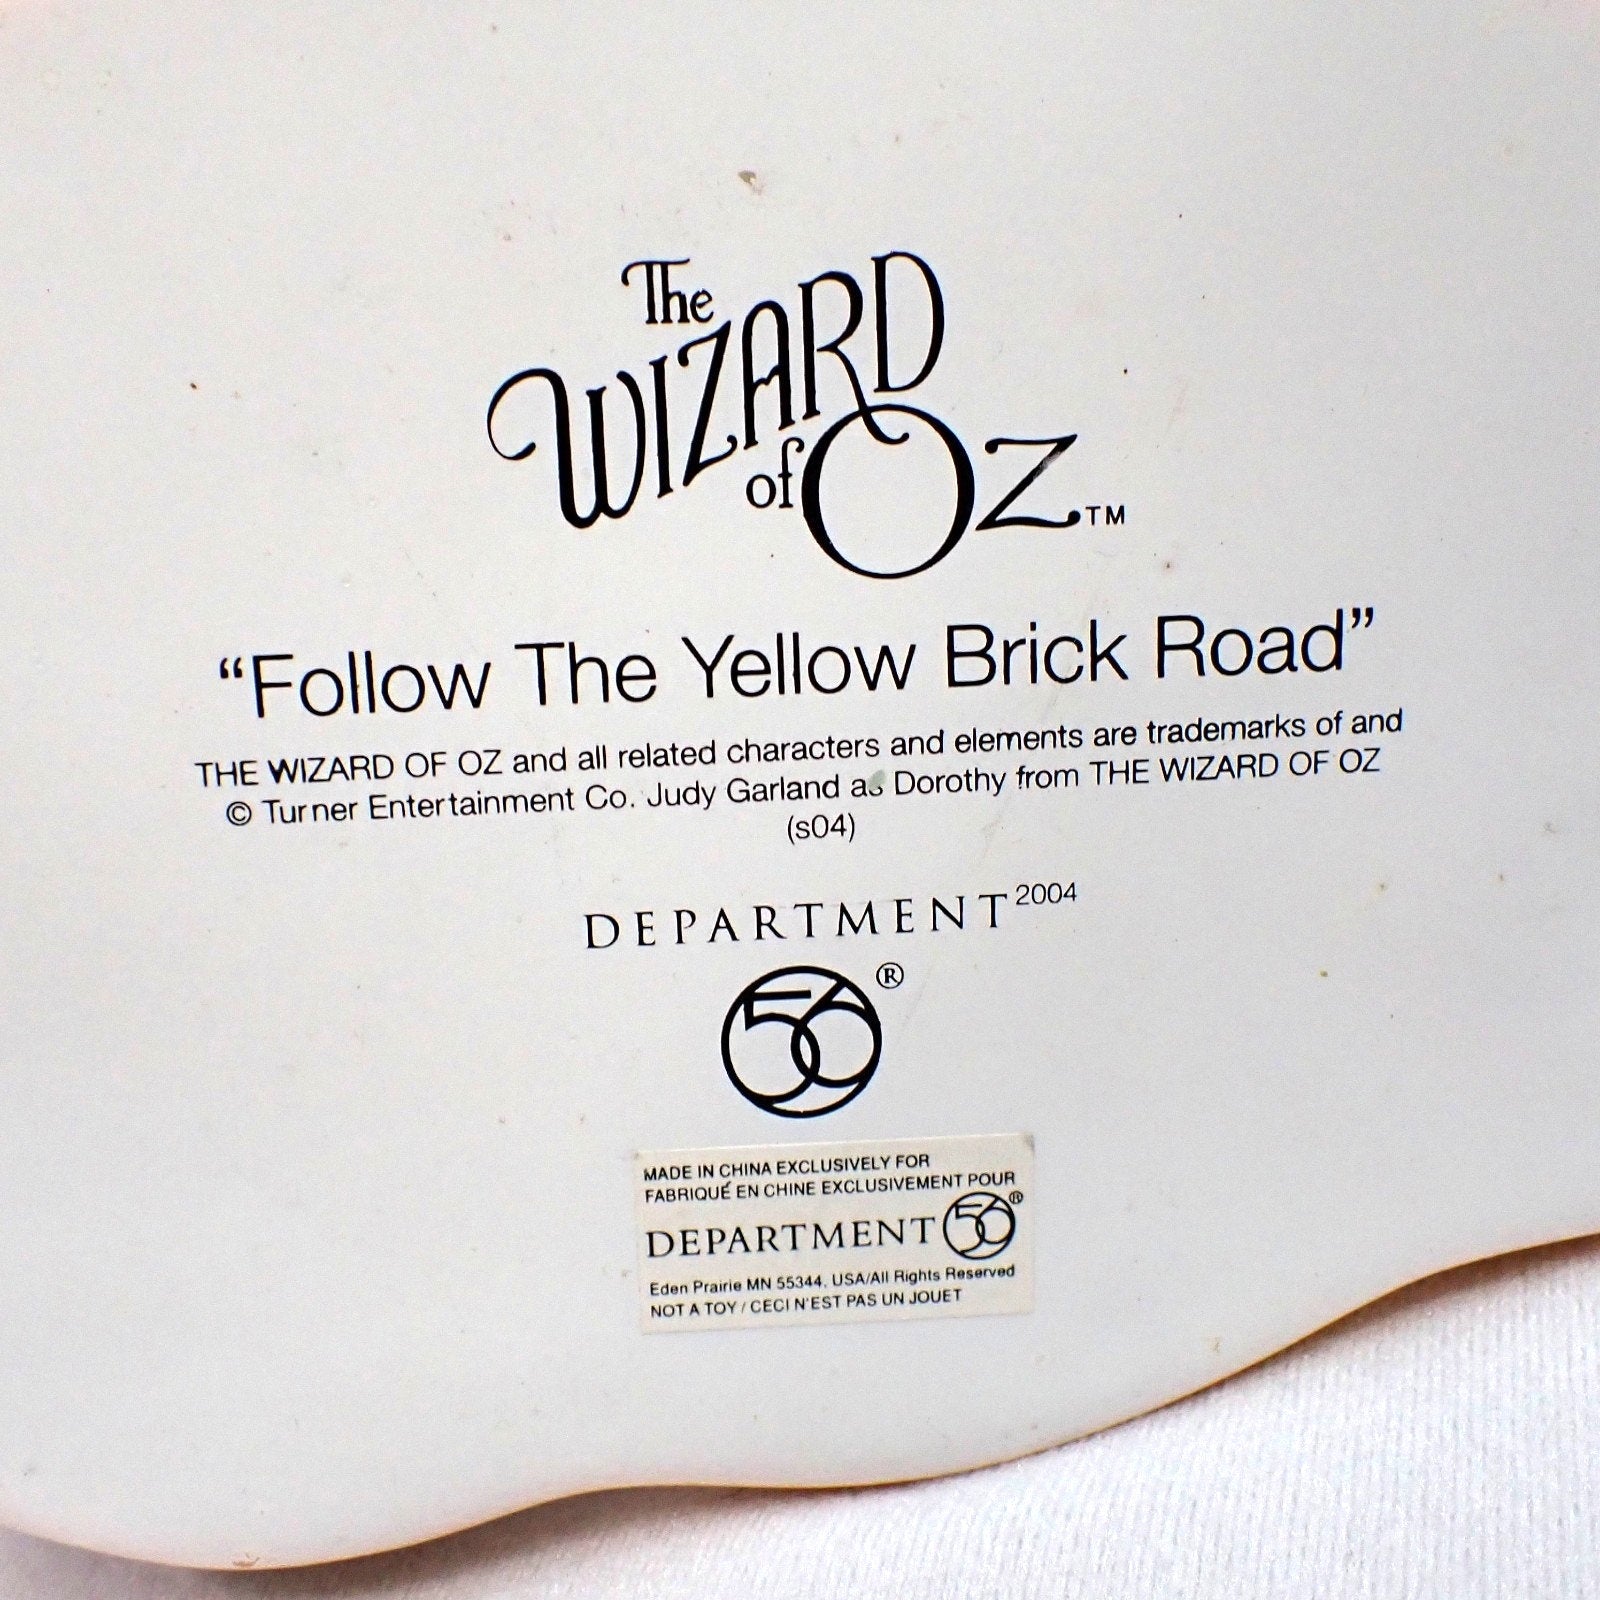 The
WIZARD
of OZ™
“Follow The Yellow Brick Road”
THE WIZARD OF OZ and all related characters and elements are trademarks of and
© Turner Entertainment Co. Judy Garland as Dorothy from THE WIZARD OF OZ
(s04)
DEPARTMENT 2004
56®
MADE IN CHINA EXCLUSIVELY FOR
FABRIQUÉ EN CHINE EXCLUSIVEMENT POUR
DEPARTMENT 56®
Eden Prairie MN 55344, USA/All Rights Reserved
NOT A TOY / CECI N'EST PAS UN JOUET